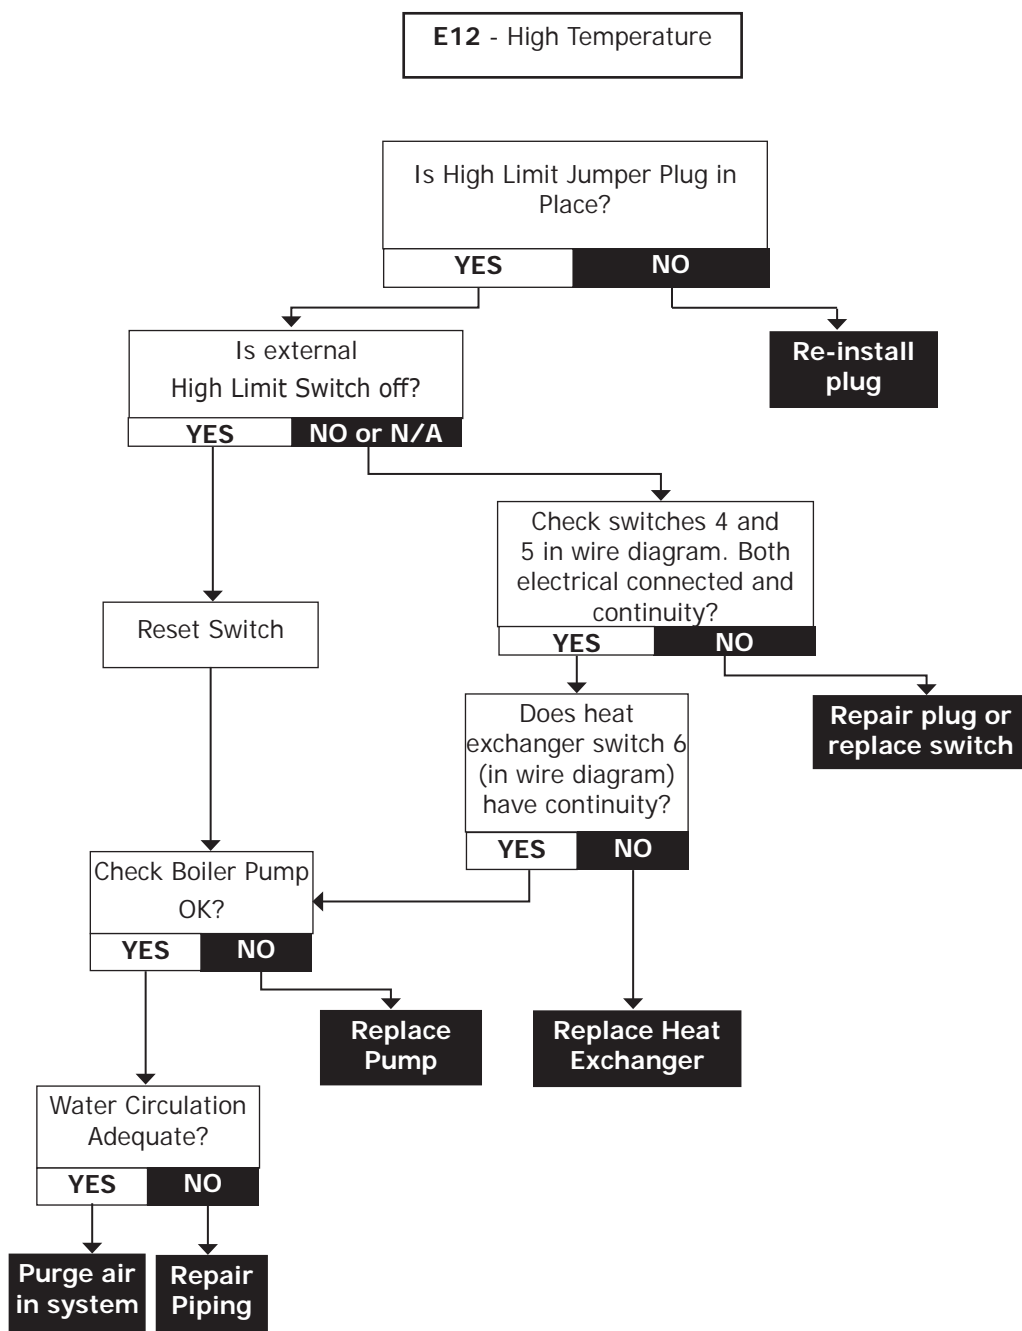 E12 - High Temperature
Is High Limit Jumper Plug in
Place?
YES
NO
Is external
High Limit Switch off?
YES
NO or N/A
Re-install
plug
Check switches 4 and
5 in wire diagram. Both
electrical connected and
continuity?
YES
NO
Reset Switch
Does heat
exchanger switch 6
(in wire diagram)
have continuity?
YES
NO
Repair plug or
replace switch
Check Boiler Pump
OK?
YES
NO
Replace
Pump
Replace Heat
Exchanger
Water Circulation
Adequate?
YES
NO
Purge air
in system
Repair
Piping